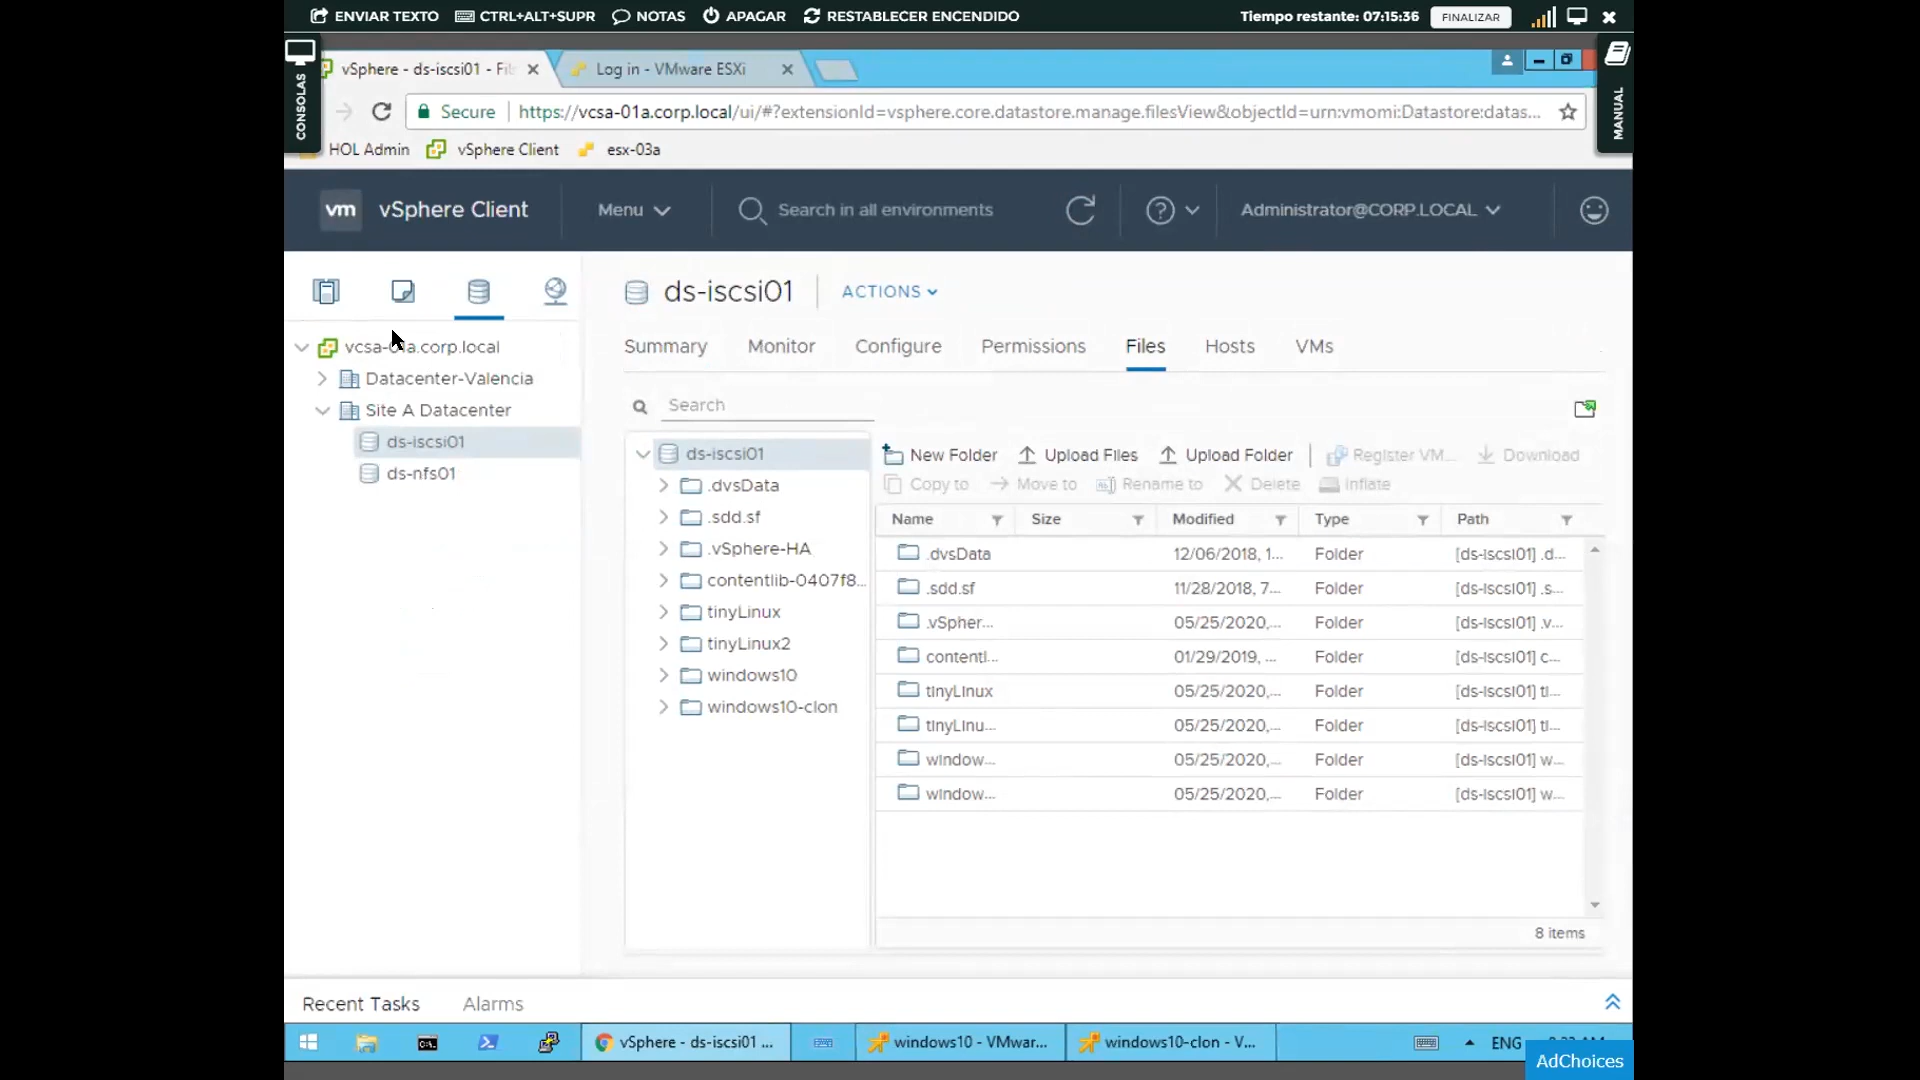 ENVIAR TEXTO CTRL+ALT+SUPR NOTAS APAGAR RESTABLECER ENCENDIDO Tiempo restante: 07:15:36 FINALIZAR
CONSOLAS
MANUAL
vSphere - ds-iscsi01 - Fil Log in - VMware ESXi
Secure https://vcsa-01a.corp.local/ui/#?extensionId=vsphere.core.datastore.manage.filesView&objectId=urn:vmomi:Datastore:datas...
HOL Admin vSphere Client esx-03a
vm vSphere Client Menu Search in all environments Administrator@CORP.LOCAL
ds-iscsi01 ACTIONS
Summary Monitor Configure Permissions Files Hosts VMs
vcsa-01a.corp.local
Datacenter-Valencia
Site A Datacenter
ds-iscsi01
ds-nfs01
Search
ds-iscsi01
.dvsData
.sdd.sf
.vSphere-HA
contentlib-0407f8...
tinyLinux
tinyLinux2
windows10
windows10-clon
New Folder Upload Files Upload Folder Register VM... Download
Copy to Move to Rename to Delete Inflate
Name Size Modified Type Path
.dvsData 12/06/2018, 1... Folder [ds-iscsi01] .d...
.sdd.sf 11/28/2018, 7... Folder [ds-iscsi01] .s...
.vSpher... 05/25/2020,... Folder [ds-iscsi01] .v...
contentl... 01/29/2019, ... Folder [ds-iscsi01] c...
tinyLinux 05/25/2020,... Folder [ds-iscsi01] ti...
tinyLinu... 05/25/2020,... Folder [ds-iscsi01] ti...
window... 05/25/2020,... Folder [ds-iscsi01] w...
window... 05/25/2020,... Folder [ds-iscsi01] w...
8 items
Recent Tasks Alarms
vSphere - ds-iscsi01 ... windows10 - VMwar... windows10-clon - V... ENG
AdChoices